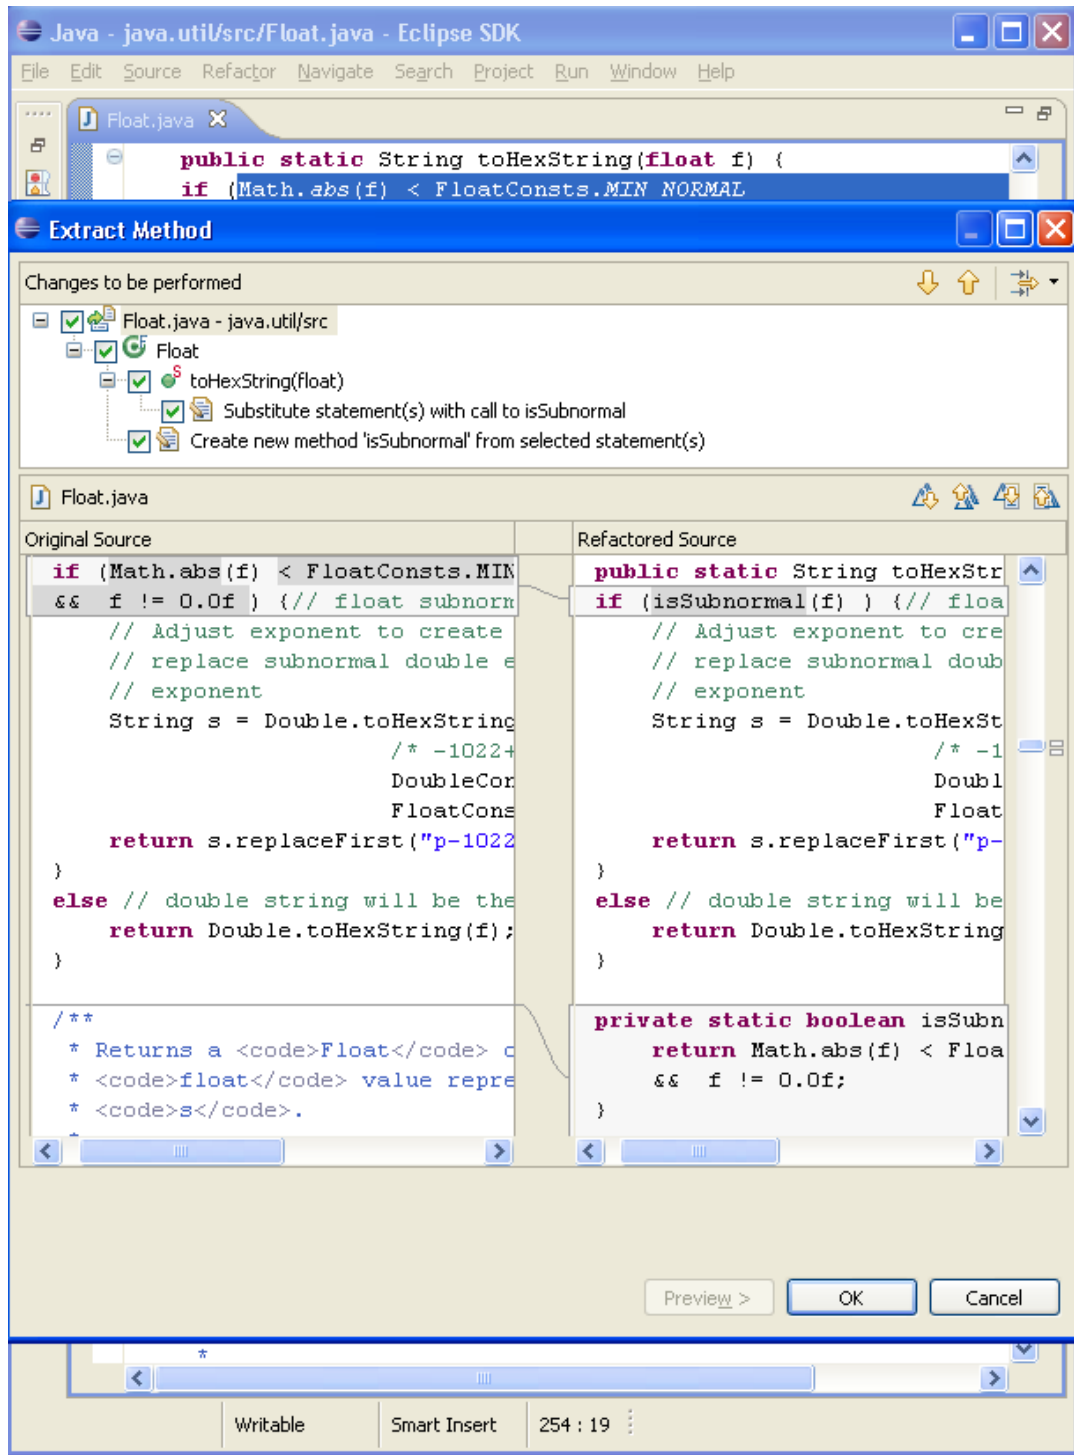 Java - java.util/src/Float.java - Eclipse SDK
File Edit Source Refactor Navigate Search Project Run Window Help
Float.java
public static String toHexString(float f) {
if (Math.abs(f) < FloatConsts.MIN_NORMAL
Extract Method
Changes to be performed
Float.java - java.util/src
Float
toHexString(float)
Substitute statement(s) with call to isSubnormal
Create new method 'isSubnormal' from selected statement(s)
Float.java
Original Source
if (Math.abs(f) < FloatConsts.MIN
&& f != 0.0f ) {// float subnorm
// Adjust exponent to create
// replace subnormal double e
// exponent
String s = Double.toHexString
/* -1022+
DoubleCon
FloatCons
return s.replaceFirst("p-1022
}
else // double string will be the
return Double.toHexString(f);
}
/**
* Returns a <code>Float</code> o
* <code>float</code> value repre
* <code>s</code>.
*
Refactored Source
public static String toHexStr
if (isSubnormal(f) ) {// floa
// Adjust exponent to cre
// replace subnormal doub
// exponent
String s = Double.toHexSt
/* -1
Doubl
Float
return s.replaceFirst("p-
}
else // double string will be
return Double.toHexString
}
private static boolean isSubn
return Math.abs(f) < Floa
&& f != 0.0f;
}
Preview >
OK
Cancel
*
Writable
Smart Insert
254 : 19